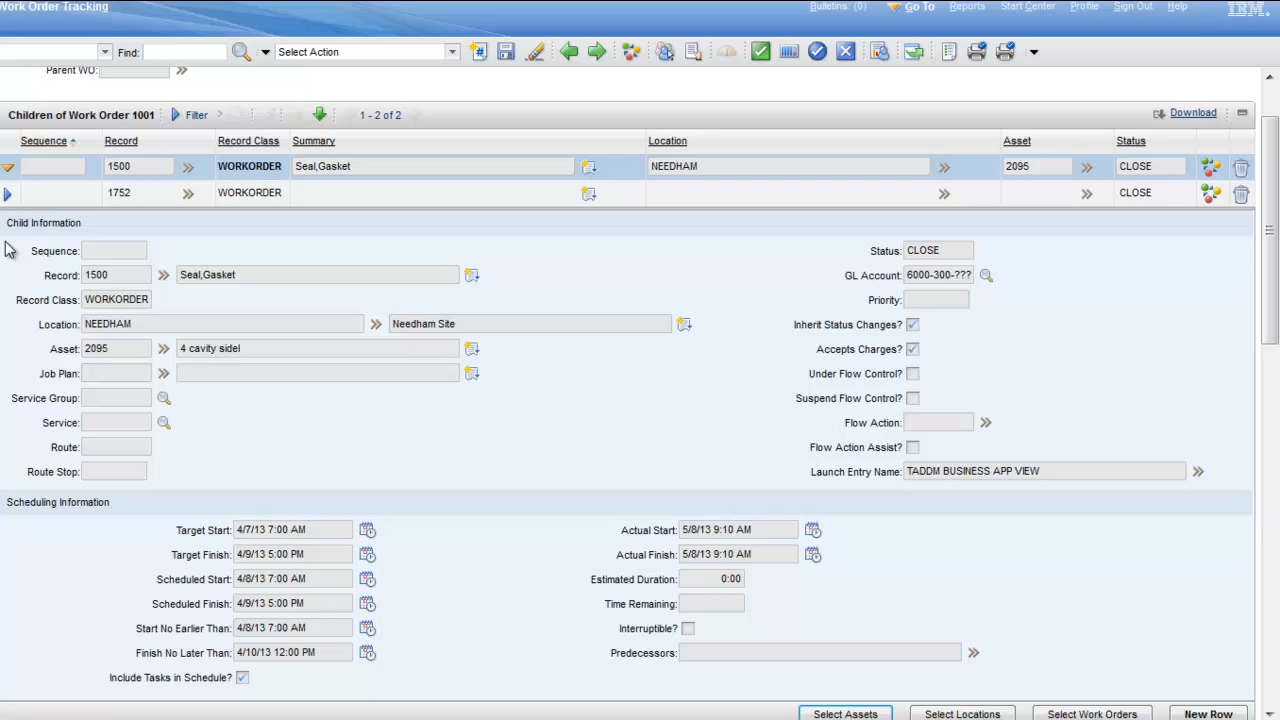 Work Order Tracking Bulletins: (0) Go To Reports Start Center Profile Sign Out Help IBM.
Find: Select Action
Parent WO:
Children of Work Order 1001 Filter 1 - 2 of 2 Download
Sequence Record Record Class Summary Location Asset Status
1500 WORKORDER Seal,Gasket NEEDHAM 2095 CLOSE
1752 WORKORDER CLOSE
Child Information
Sequence: Status: CLOSE
Record: 1500 Seal,Gasket GL Account: 6000-300-???
Record Class: WORKORDER Priority:
Location: NEEDHAM Needham Site Inherit Status Changes?
Asset: 2095 4 cavity sidel Accepts Charges?
Job Plan: Under Flow Control?
Service Group: Suspend Flow Control?
Service: Flow Action:
Route: Flow Action Assist?
Route Stop: Launch Entry Name: TADDM BUSINESS APP VIEW
Scheduling Information
Target Start: 4/7/13 7:00 AM Actual Start: 5/8/13 9:10 AM
Target Finish: 4/9/13 5:00 PM Actual Finish: 5/8/13 9:10 AM
Scheduled Start: 4/8/13 7:00 AM Estimated Duration: 0:00
Scheduled Finish: 4/9/13 5:00 PM Time Remaining:
Start No Earlier Than: 4/8/13 7:00 AM Interruptible?
Finish No Later Than: 4/10/13 12:00 PM Predecessors:
Include Tasks in Schedule?
Select Assets Select Locations Select Work Orders New Row